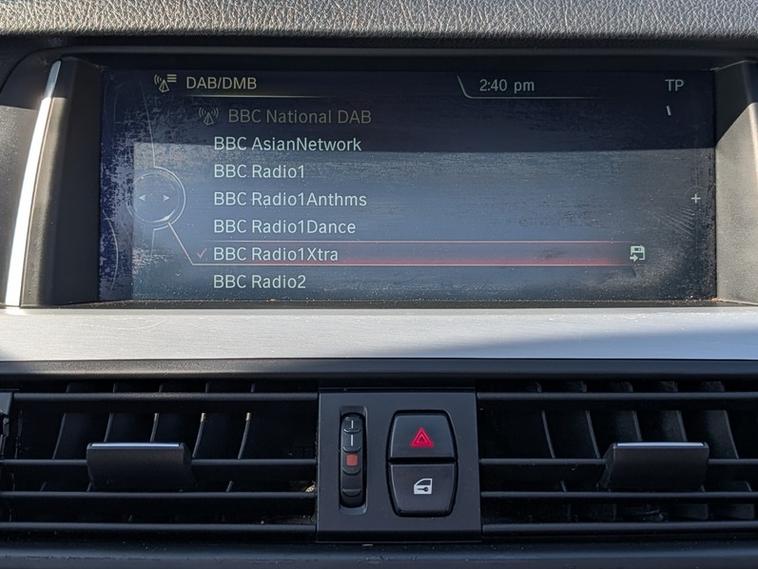 DAB/DMB 2:40 pm TP
BBC National DAB
BBC AsianNetwork
BBC Radio1
BBC Radio1Anthms
BBC Radio1Dance
BBC Radio1Xtra
BBC Radio2